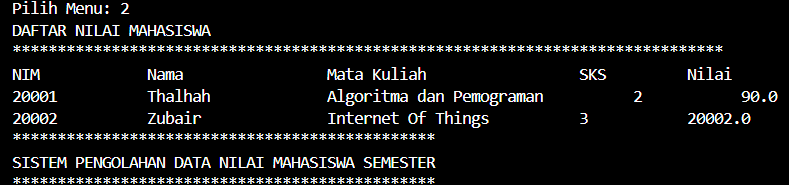 Pilih Menu: 2
DAFTAR NILAI MAHASISWA
*******************************************************************************
NIM Nama Mata Kuliah SKS Nilai
20001 Thalhah Algoritma dan Pemograman 2 90.0
20002 Zubair Internet Of Things 3 20002.0
***********************************************
SISTEM PENGOLAHAN DATA NILAI MAHASISWA SEMESTER
***********************************************